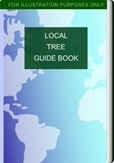 FOR ILLUSTRATION PURPOSES ONLY
LOCAL
TREE
GUIDE BOOK